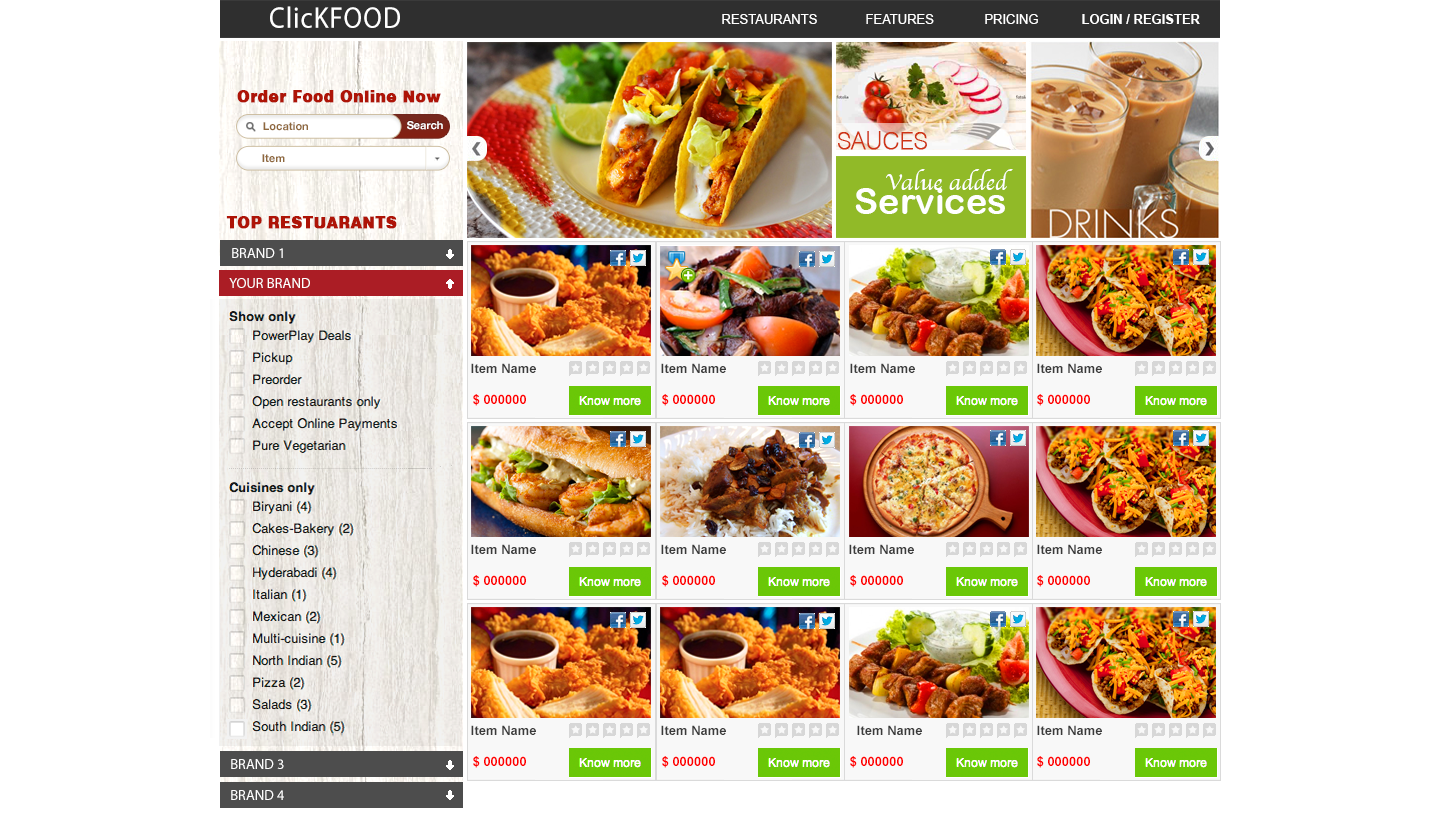 ClicKFOOD
RESTAURANTS FEATURES PRICING LOGIN / REGISTER
Order Food Online Now
Location Search
Item
TOP RESTUARANTS
BRAND 1
YOUR BRAND
Show only
PowerPlay Deals
Pickup
Preorder
Open restaurants only
Accept Online Payments
Pure Vegetarian
Cuisines only
Biryani (4)
Cakes-Bakery (2)
Chinese (3)
Hyderabadi (4)
Italian (1)
Mexican (2)
Multi-cuisine (1)
North Indian (5)
Pizza (2)
Salads (3)
South Indian (5)
BRAND 3
BRAND 4
fotolia
SAUCES
Value added
Services
DRINKS
Item Name Item Name Item Name Item Name
$ 000000 Know more $ 000000 Know more $ 000000 Know more $ 000000 Know more
Item Name Item Name Item Name Item Name
$ 000000 Know more $ 000000 Know more $ 000000 Know more $ 000000 Know more
Item Name Item Name Item Name Item Name
$ 000000 Know more $ 000000 Know more $ 000000 Know more $ 000000 Know more